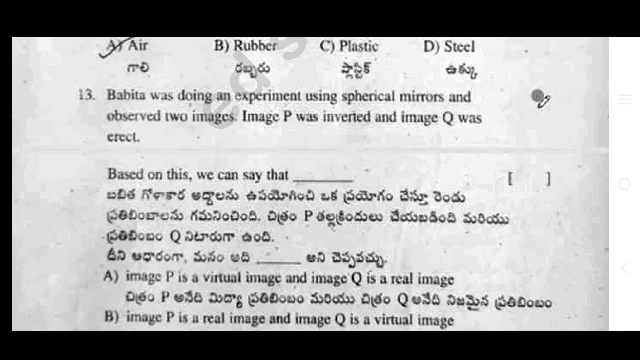 A) Air B) Rubber C) Plastic D) Steel
గాలి రబ్బరు ప్లాస్టిక్ ఉక్కు
13. Babita was doing an experiment using spherical mirrors and
observed two images. Image P was inverted and image Q was
erect.
Based on this, we can say that ________ [ ]
బబిత గోళాకార అద్దాలను ఉపయోగించి ఒక ప్రయోగం చేస్తూ రెండు
ప్రతిబింబాలను గమనించింది. చిత్రం P తల్లక్రిందులు చేయబడింది మరియు
ప్రతిబింబం Q నిటారుగా ఉంది.
దీని ఆధారంగా, మనం అది ______ అని చెప్పవచ్చు.
A) image P is a virtual image and image Q is a real image
చిత్రం P అనేది మిద్యా ప్రతిబింబం మరియు చిత్రం Q అనేది నిజమైన ప్రతిబింబం
B) image P is a real image and image Q is a virtual image